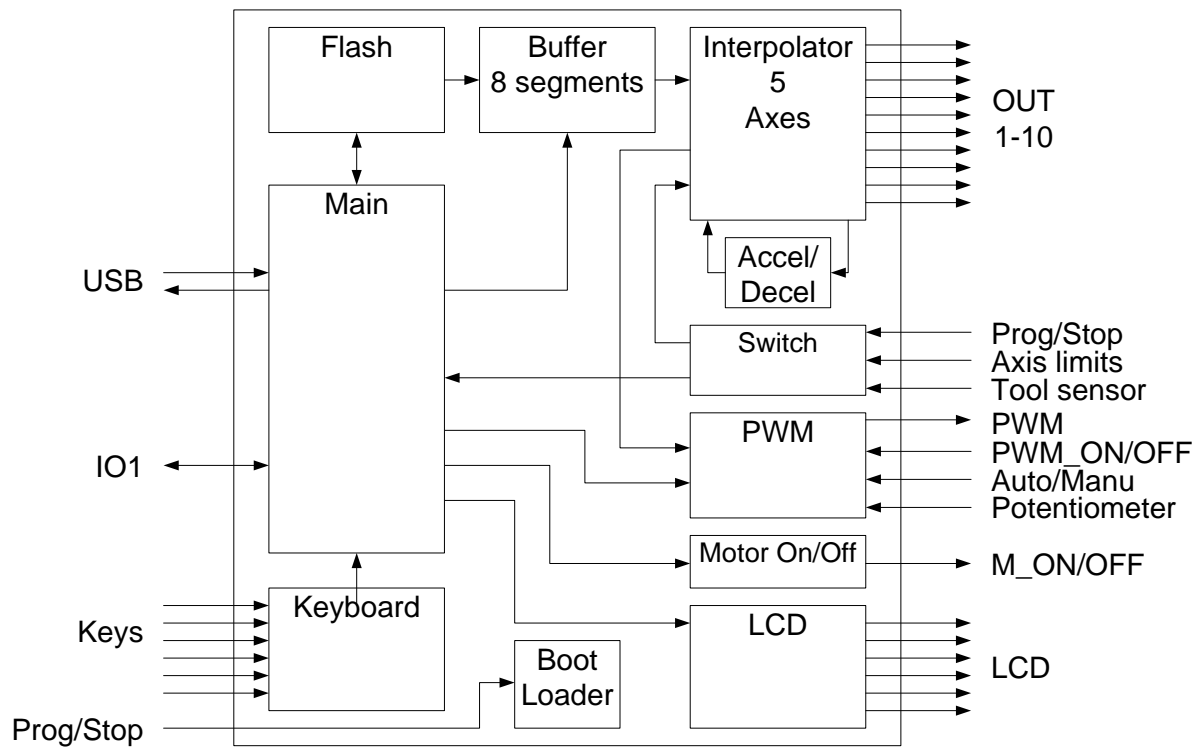 Flash
Buffer
8 segments
Interpolator
5
Axes
OUT
1-10
Main
USB
Accel/
Decel
Switch
Prog/Stop
Axis limits
Tool sensor
PWM
PWM
PWM_ON/OFF
Auto/Manu
Potentiometer
IO1
Motor On/Off
M_ON/OFF
Keyboard
Keys
Boot
Loader
LCD
LCD
Prog/Stop